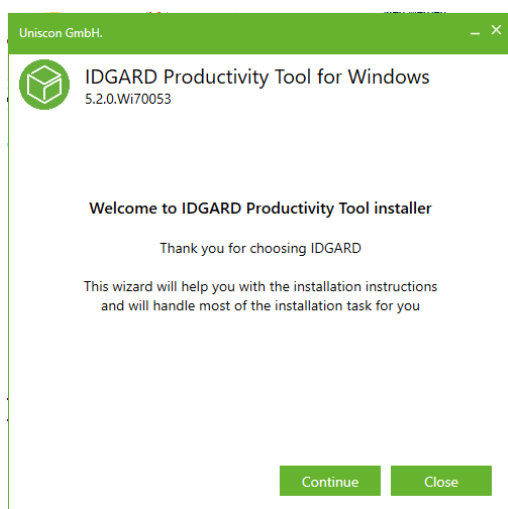 Uniscon GmbH.
IDGARD Productivity Tool for Windows
5.2.0.Wi70053
Welcome to IDGARD Productivity Tool installer
Thank you for choosing IDGARD
This wizard will help you with the installation instructions
and will handle most of the installation task for you
Continue Close